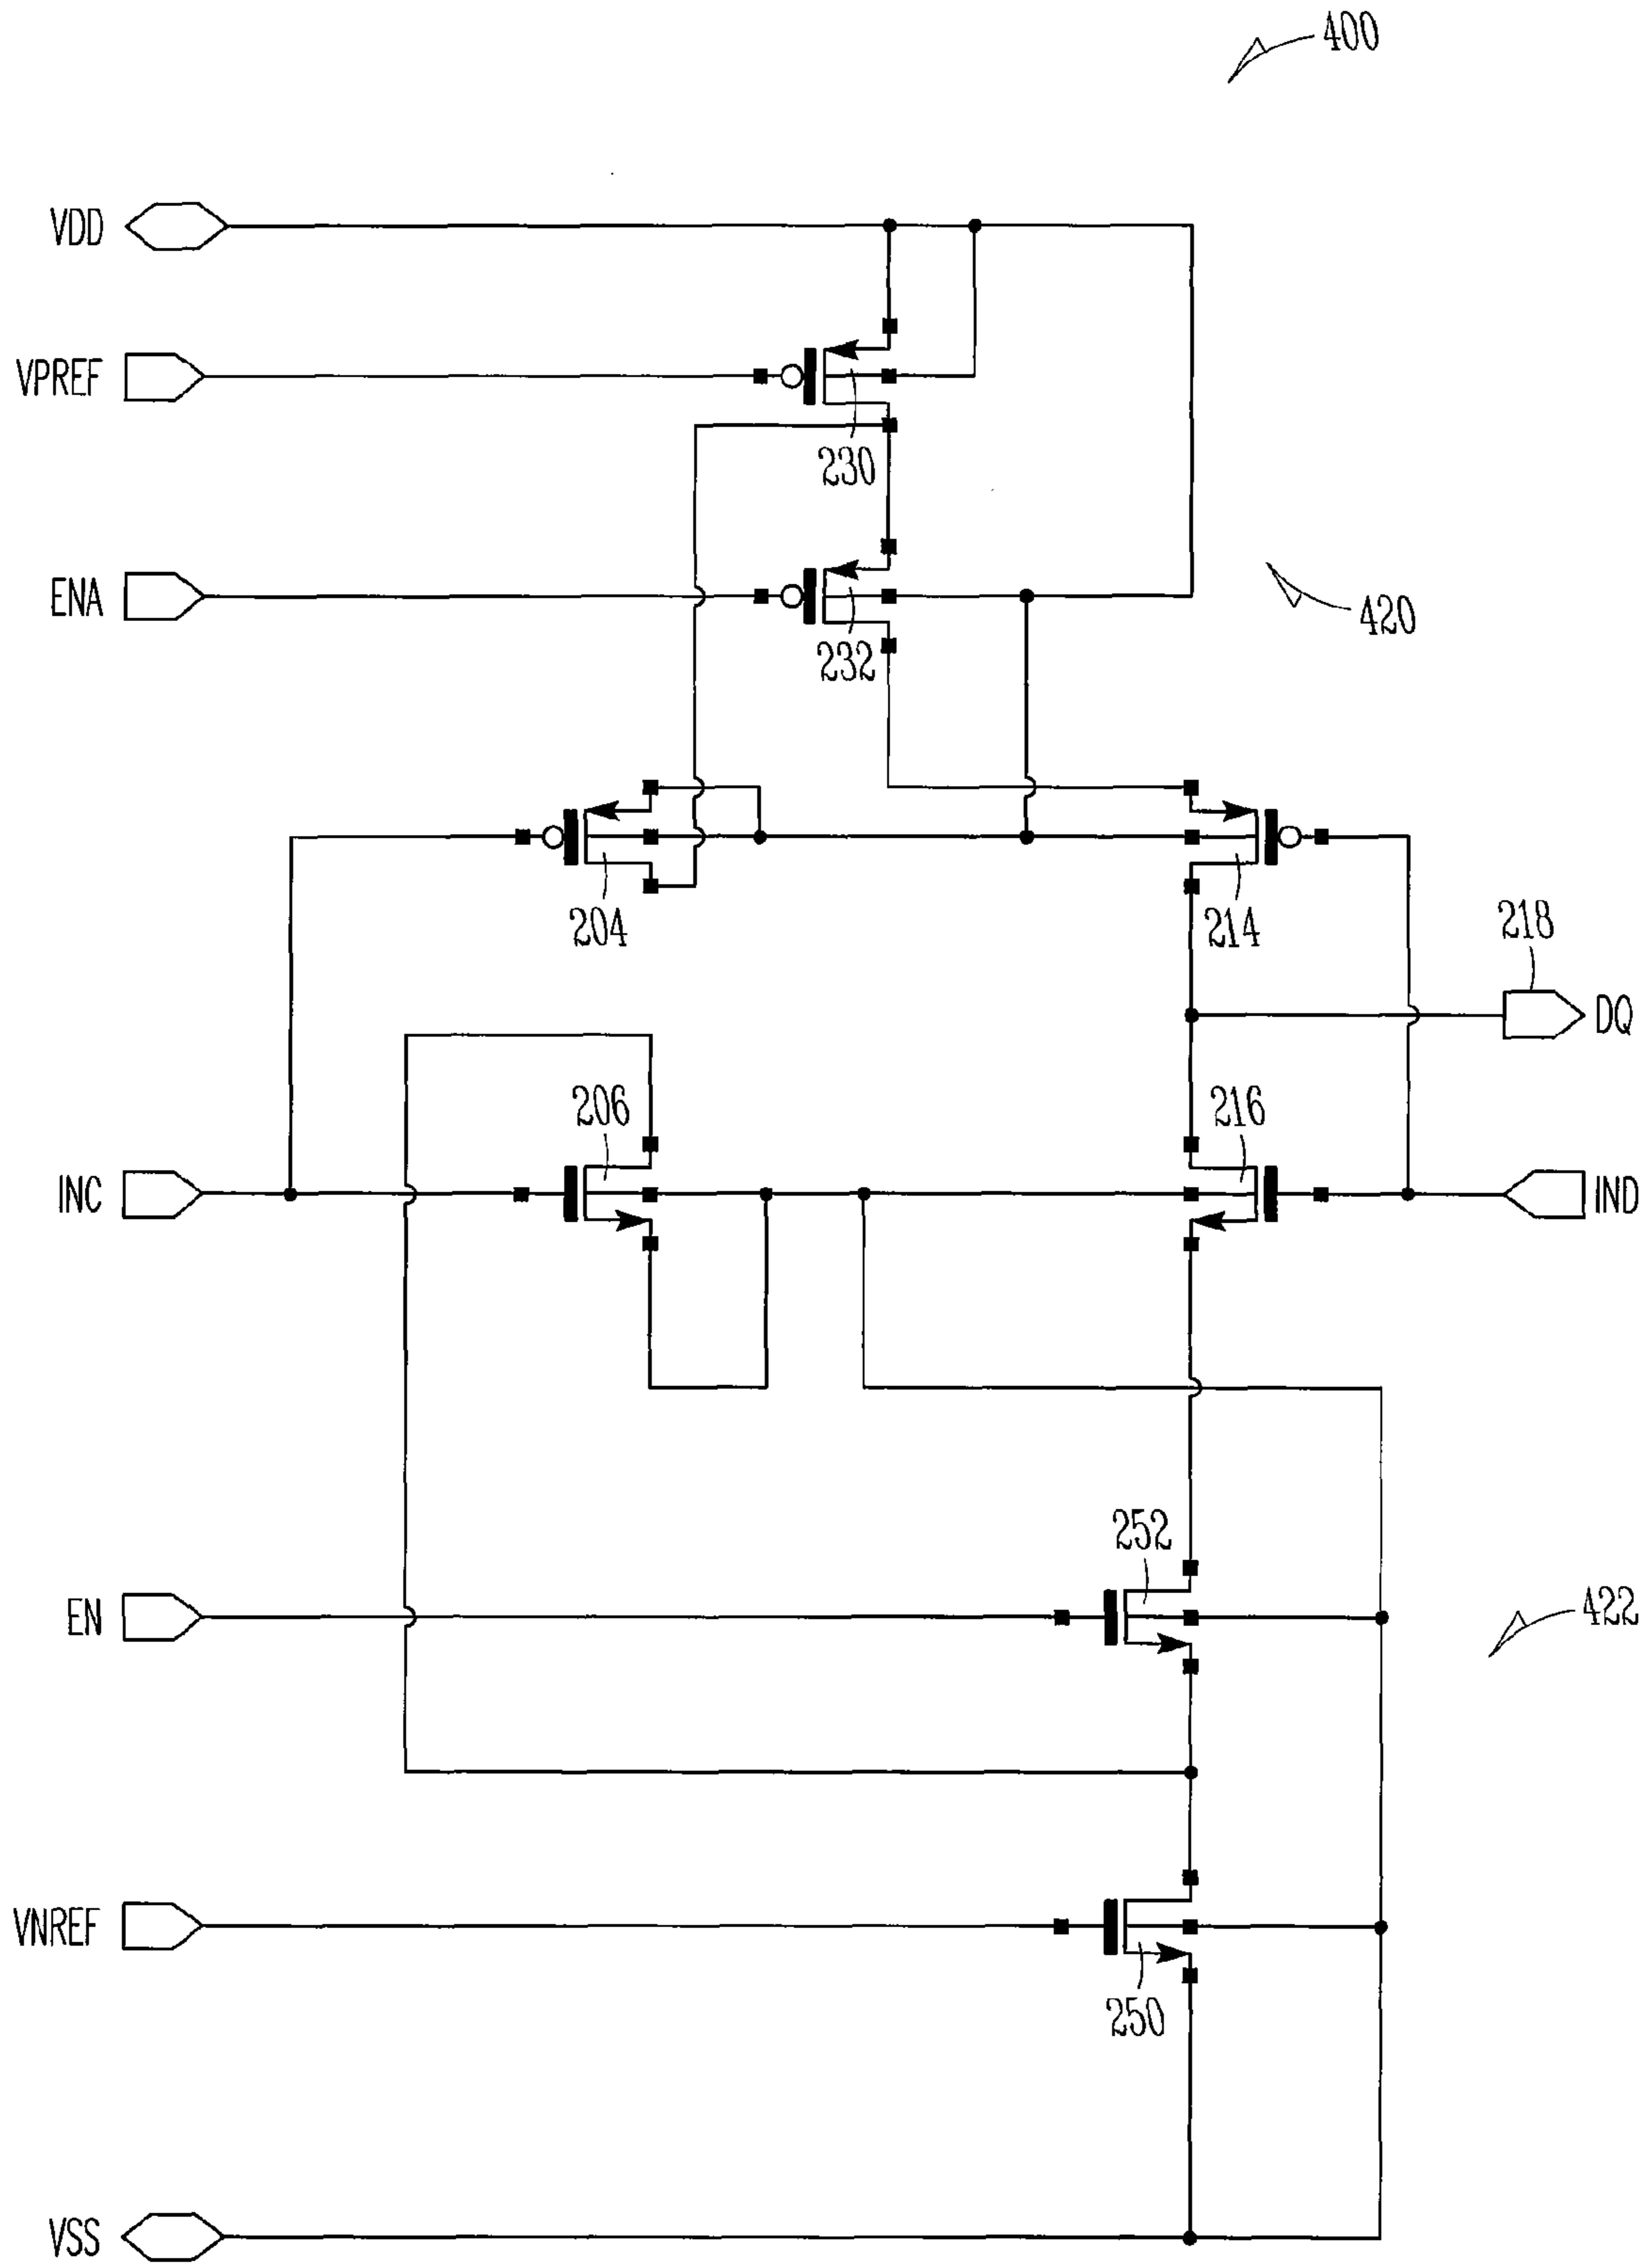 400
VDD
VPREF
230
ENA
232
420
204
214
218
DQ
206
216
INC
IND
252
EN
422
VNREF
250
VSS